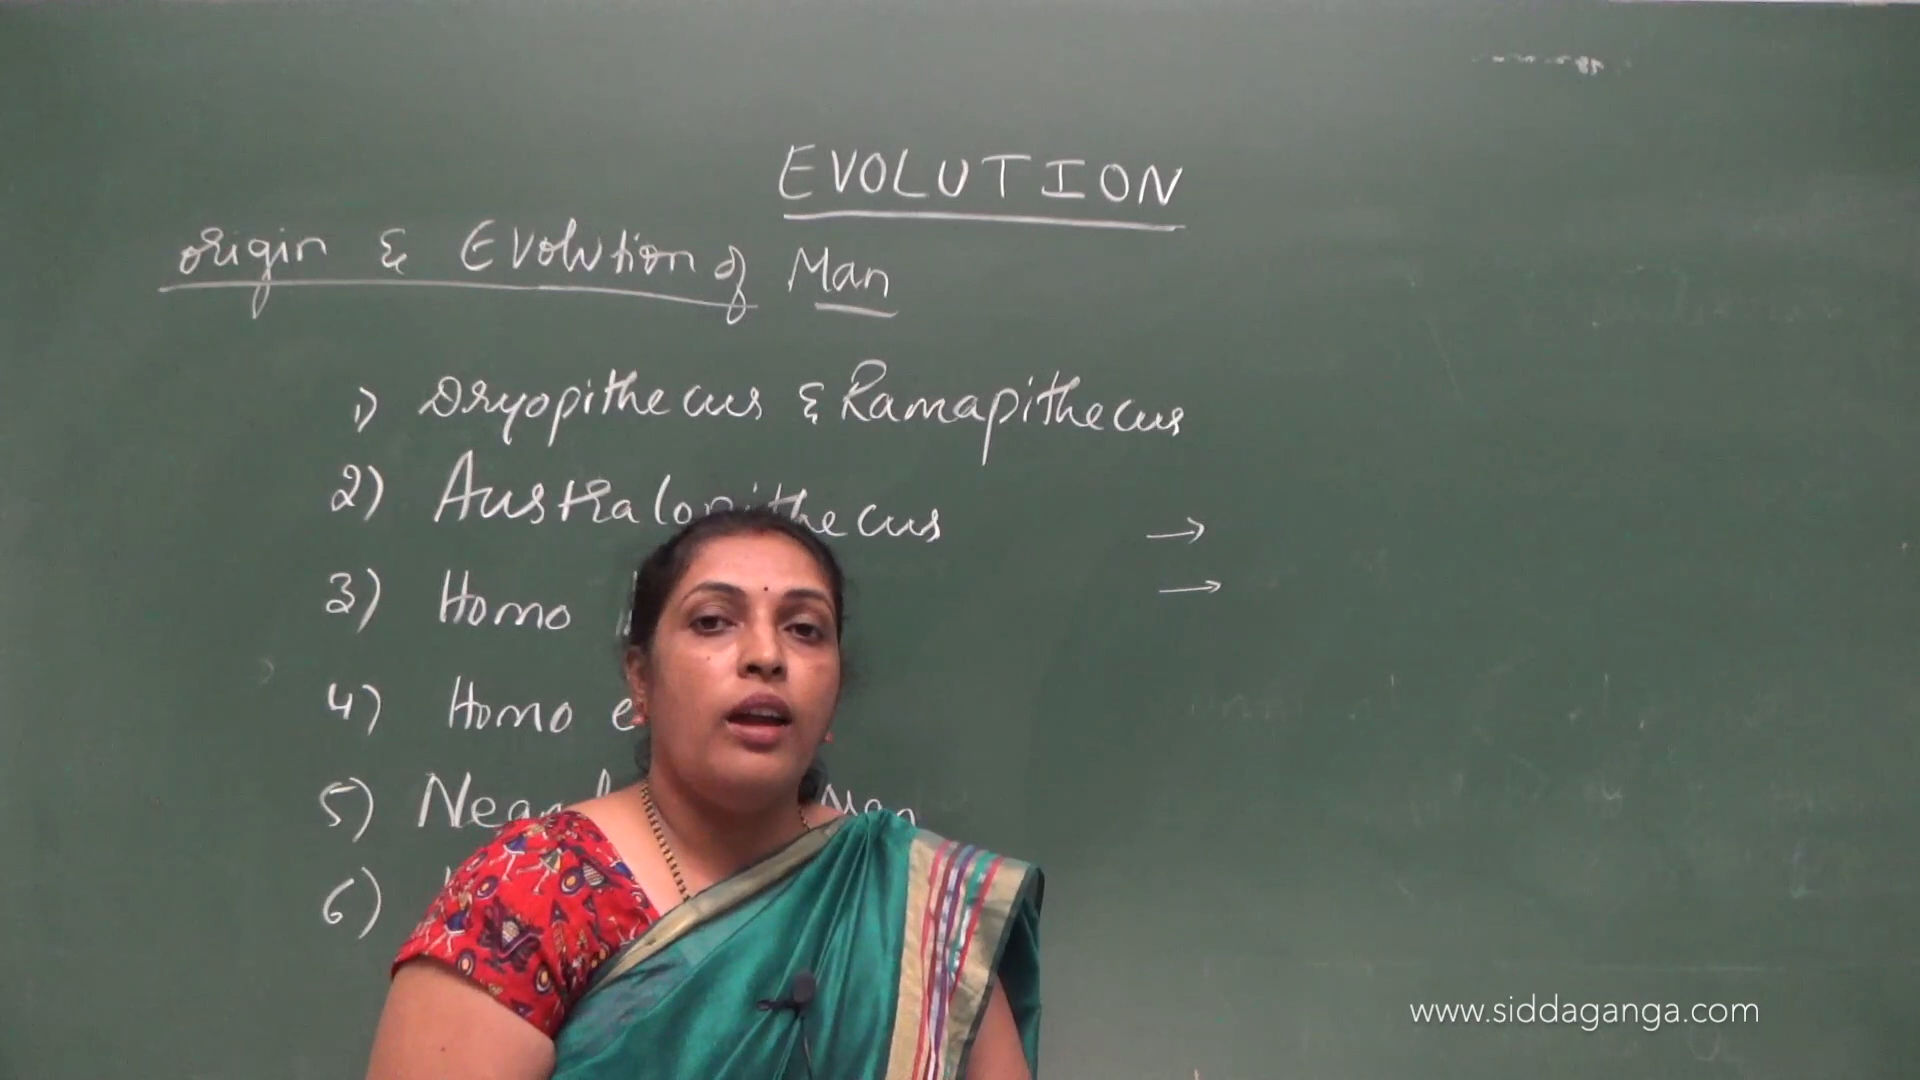 EVOLUTION
origin & Evolution of Man
1) Dryopithecus & Ramapithecus
2) Australopithecus →
3) Homo →
4) Homo
5) Man
6)
www.siddaganga.com